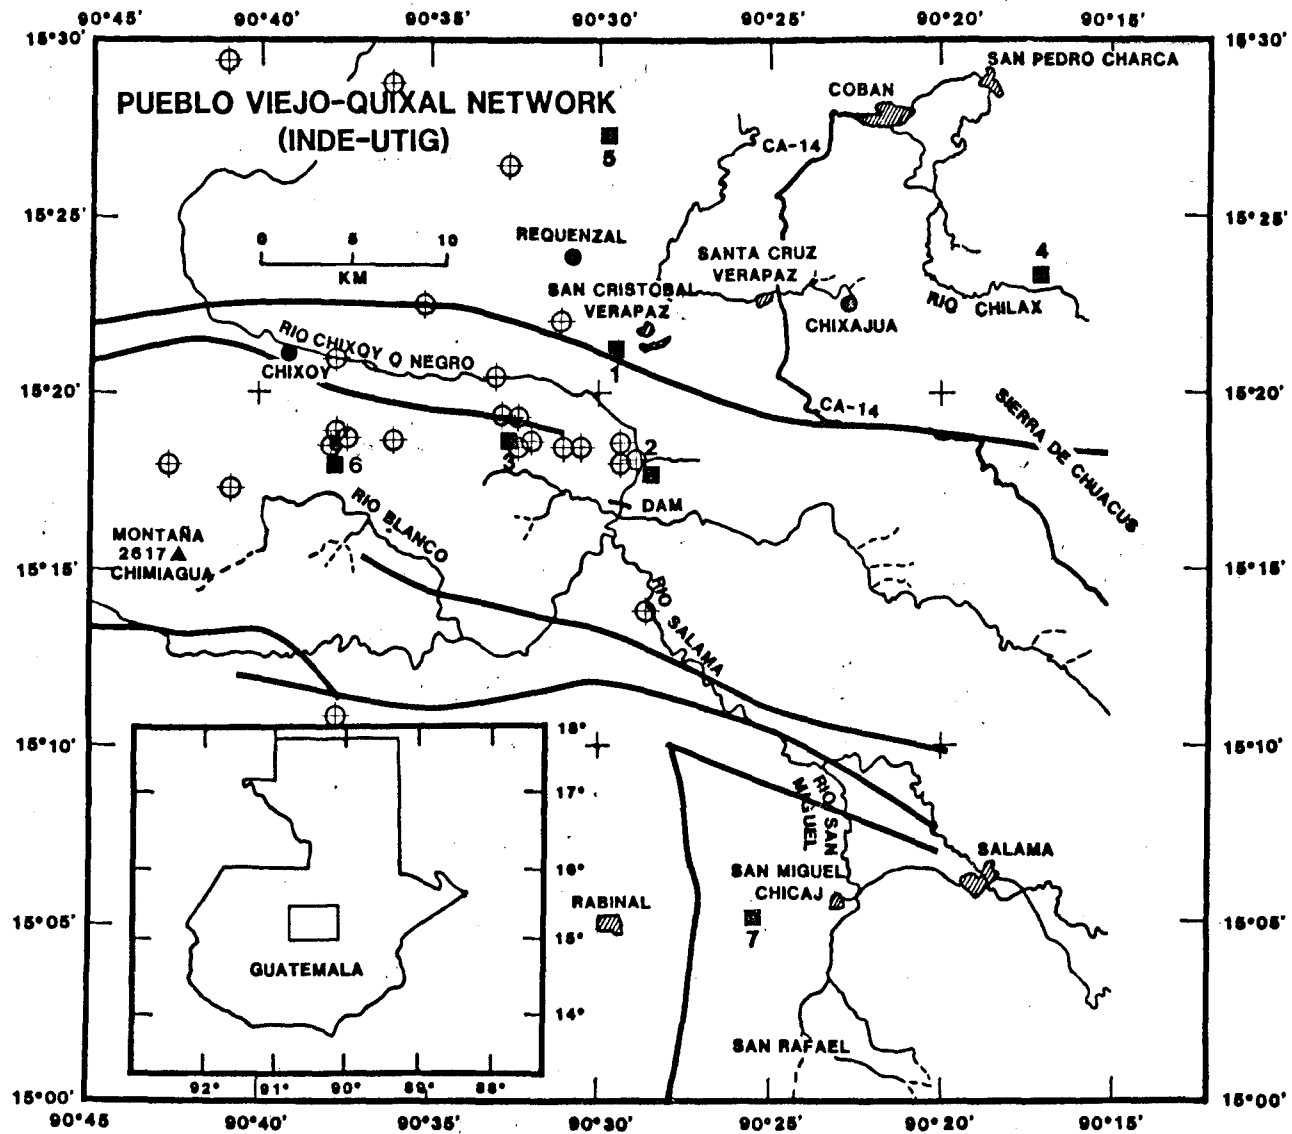 90°45' 90°40' 90°35' 90°30' 90°25' 90°20' 90°15'
15°30' 15°30'
SAN PEDRO CHARCA
COBAN
PUEBLO VIEJO-QUIXAL NETWORK
(INDE-UTIG)
CA-14
5
15°25' 15°25'
0 5 10
KM
REQUENZAL
SANTA CRUZ
VERAPAZ
4
SAN CRISTOBAL
VERAPAZ
CHIXAJUA
RIO CHILAX
RIO CHIXOY O NEGRO
CHIXOY
1
15°20' 15°20'
CA-14
SIERRA DE CHUACUS
2
3
6
DAM
RIO BLANCO
MONTAÑA
2617
CHIMIAGUA
15°15' 15°15'
RIO SALAMA
15°10' 15°10'
RIO SAN
MAGUEL
SALAMA
SAN MIGUEL
CHICAJ
RABINAL
7
15°05' 15°05'
18°
17°
16°
15°
14°
GUATEMALA
92° 91° 90° 89° 88°
SAN RAFAEL
15°00' 15°00'
90°45 90°40' 90°35' 90°30' 90°25' 90°20' 90°15'